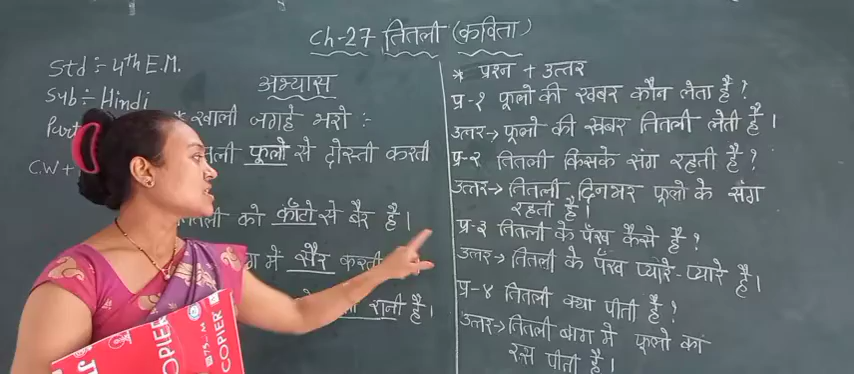 Ch-27 तितली (कविता)
Std :- 4th E.M.
Sub :- Hindi
Part
C.W +
अभ्यास
* खाली जगहे भरो :-
फूलो से दोस्ती करती
को काँटो से बैर है।
में सैर करती
रानी है।
* प्रश्न + उत्तर
प्र-१ फूलो की खबर कौन लेता है ?
उत्तर→ फूलो की खबर तितली लेती है।
प्र-२ तितली किसके संग रहती है ?
उत्तर→ तितली दिनभर फूलो के संग
रहती है।
प्र-३ तितली के पँख कैसे है ?
उत्तर→ तितली के पँख प्यारे-प्यारे है।
प्र-४ तितली क्या पीती है ?
उत्तर→ तितली बाग में फूलो का
रस पीती है।
COPIER
COPIER